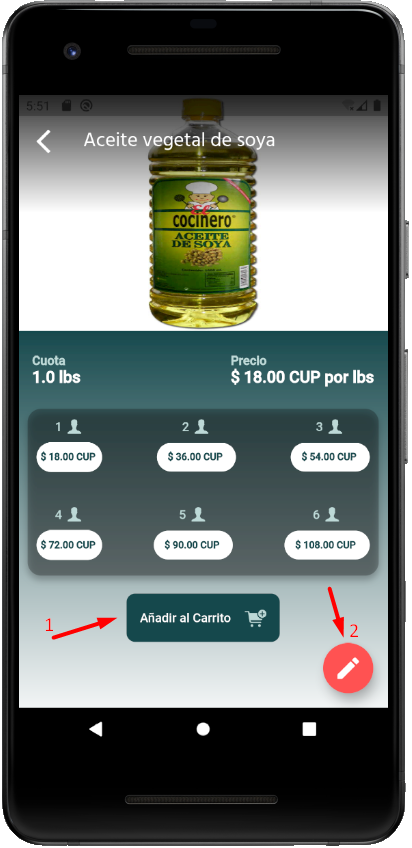 5:51
Aceite vegetal de soya
COCINERO
ACEITE
DE SOYA
Cuota
Precio
1.0 lbs
$ 18.00 CUP por lbs
1
2
3
$ 18.00 CUP
$ 36.00 CUP
$ 54.00 CUP
4
5
6
$ 72.00 CUP
$ 90.00 CUP
$ 108.00 CUP
1
Añadir al Carrito
2